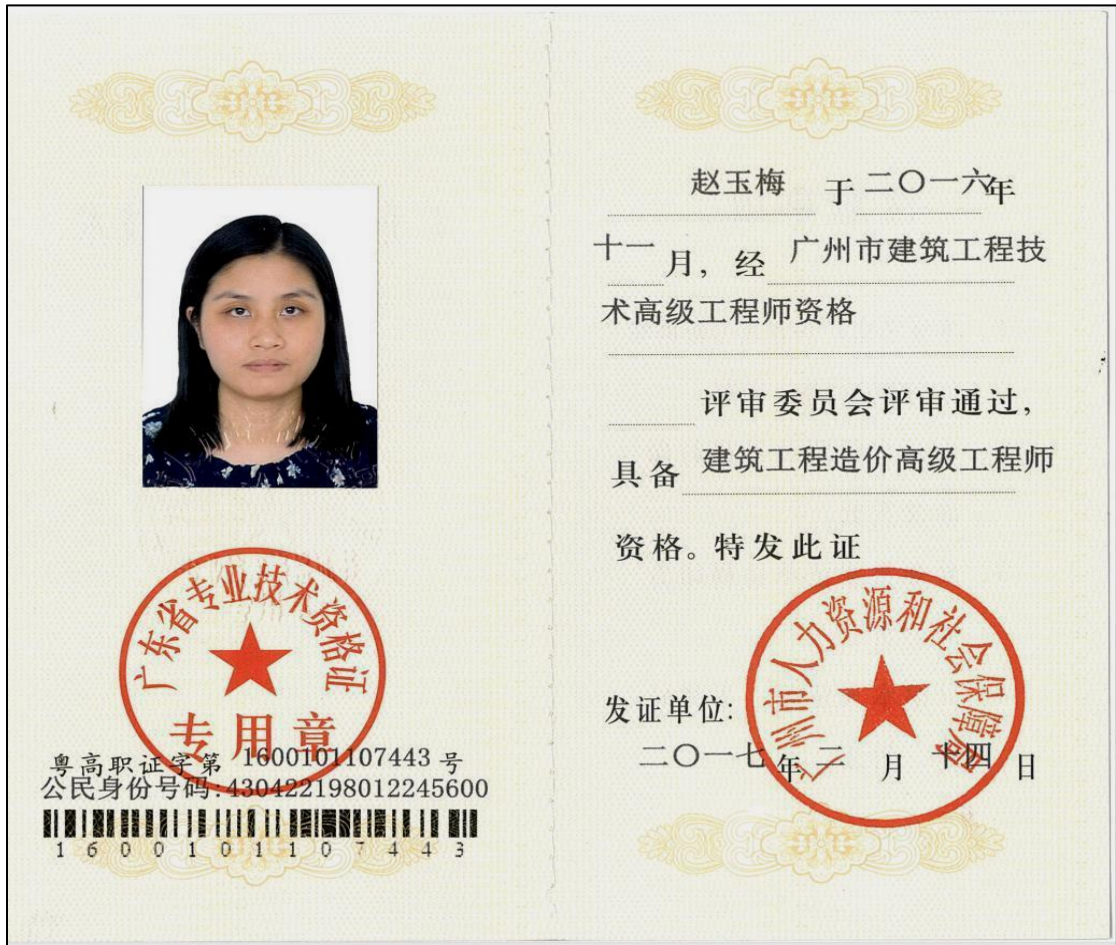 广东省专业技术资格证
专用章
粤高职证字第 1600101107443 号
公民身份号码:430422198012245600
1600101107443
赵玉梅 于二〇一六年
十一月，经广州市建筑工程技
术高级工程师资格
评审委员会评审通过，
具备建筑工程造价高级工程师
资格。特发此证
广州市人力资源和社会保障局
发证单位:
二〇一七年二月十四日